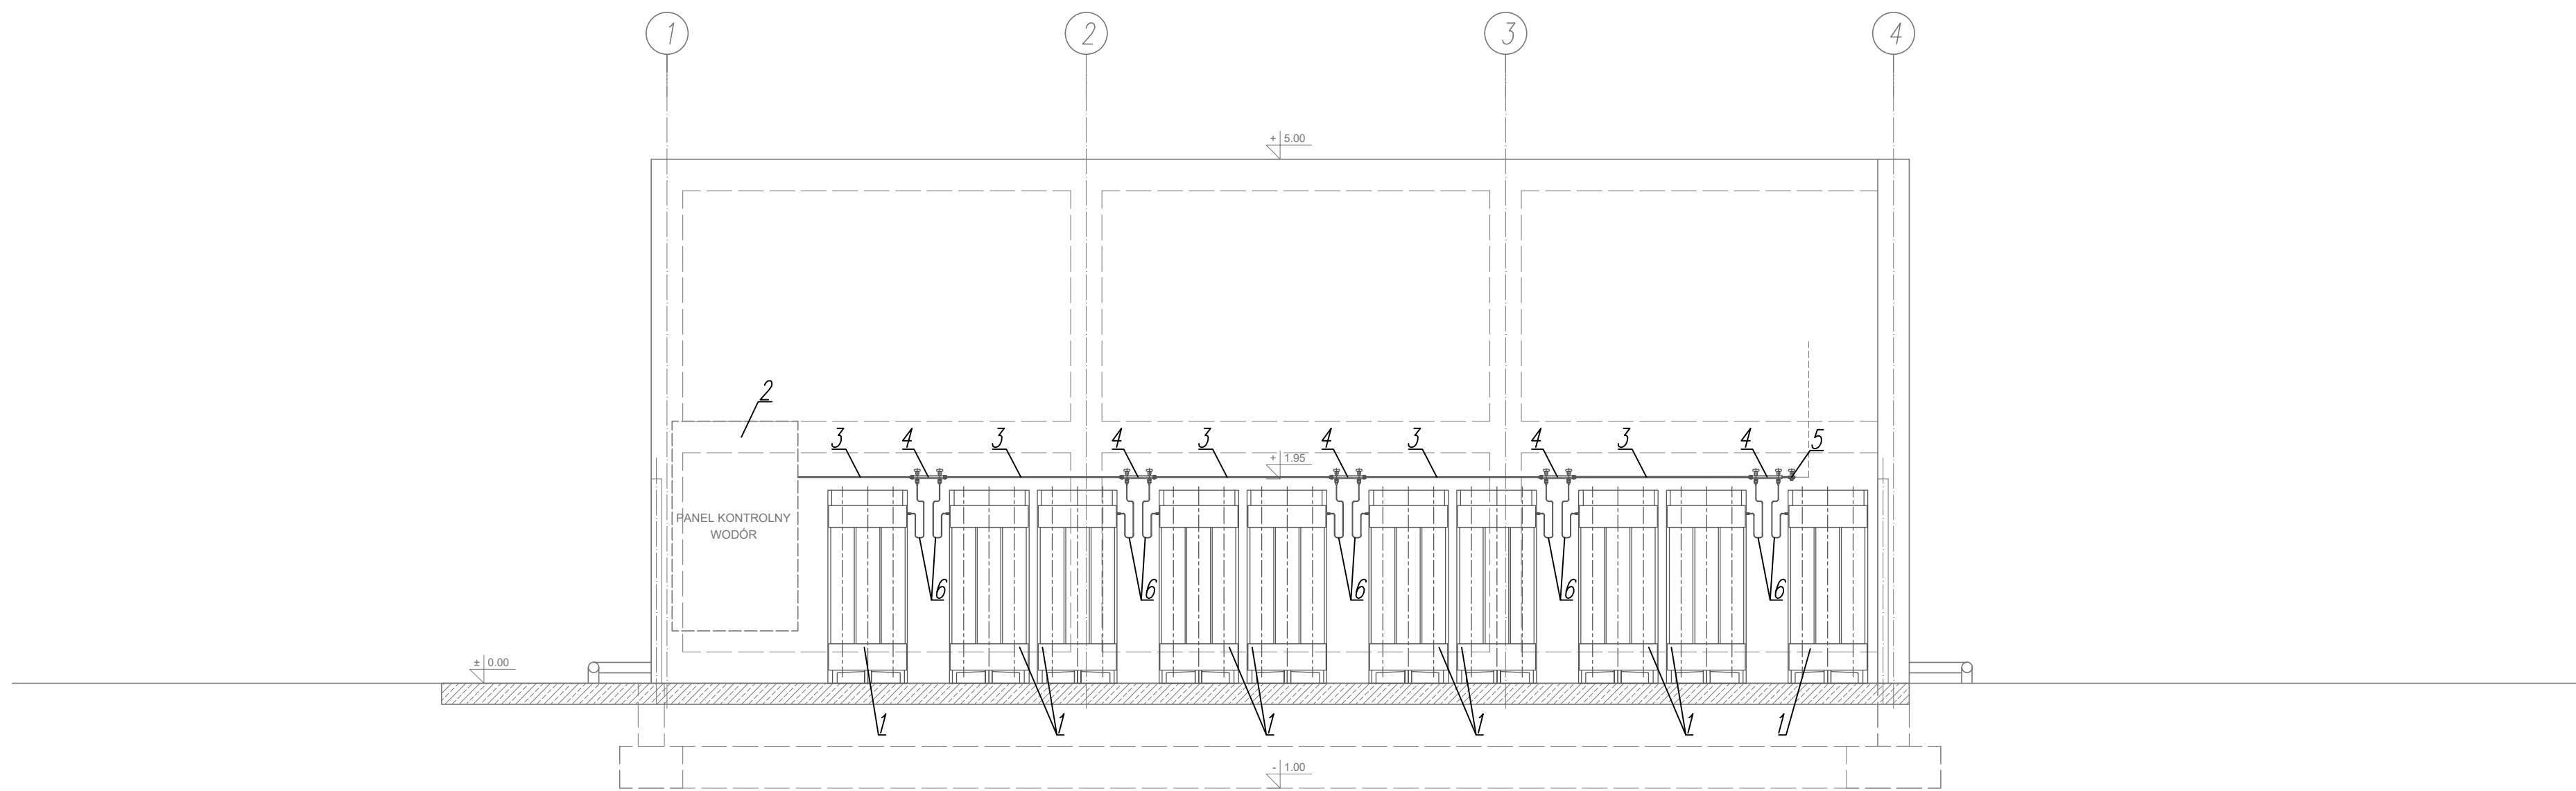 1 2 3 4
+ 5.00
2
3 4 3 4 3 4 3 4 3 4 5
+ 1.95
PANEL KONTROLNY
WODÓR
6 6 6 6 6
± 0.00
1 1 1 1 1 1
- 1.00